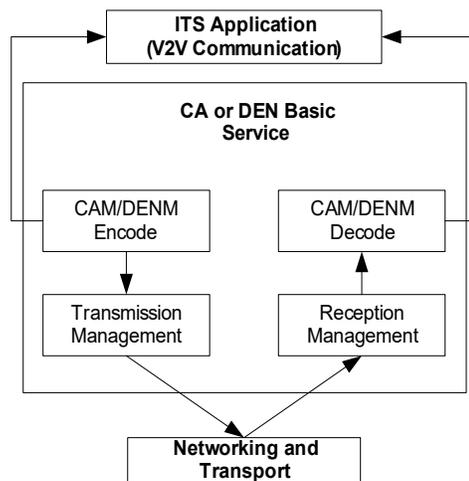 ITS Application
(V2V Communication)
CA or DEN Basic
Service
CAM/DENM
Encode
CAM/DENM
Decode
Transmission
Management
Reception
Management
Networking and
Transport